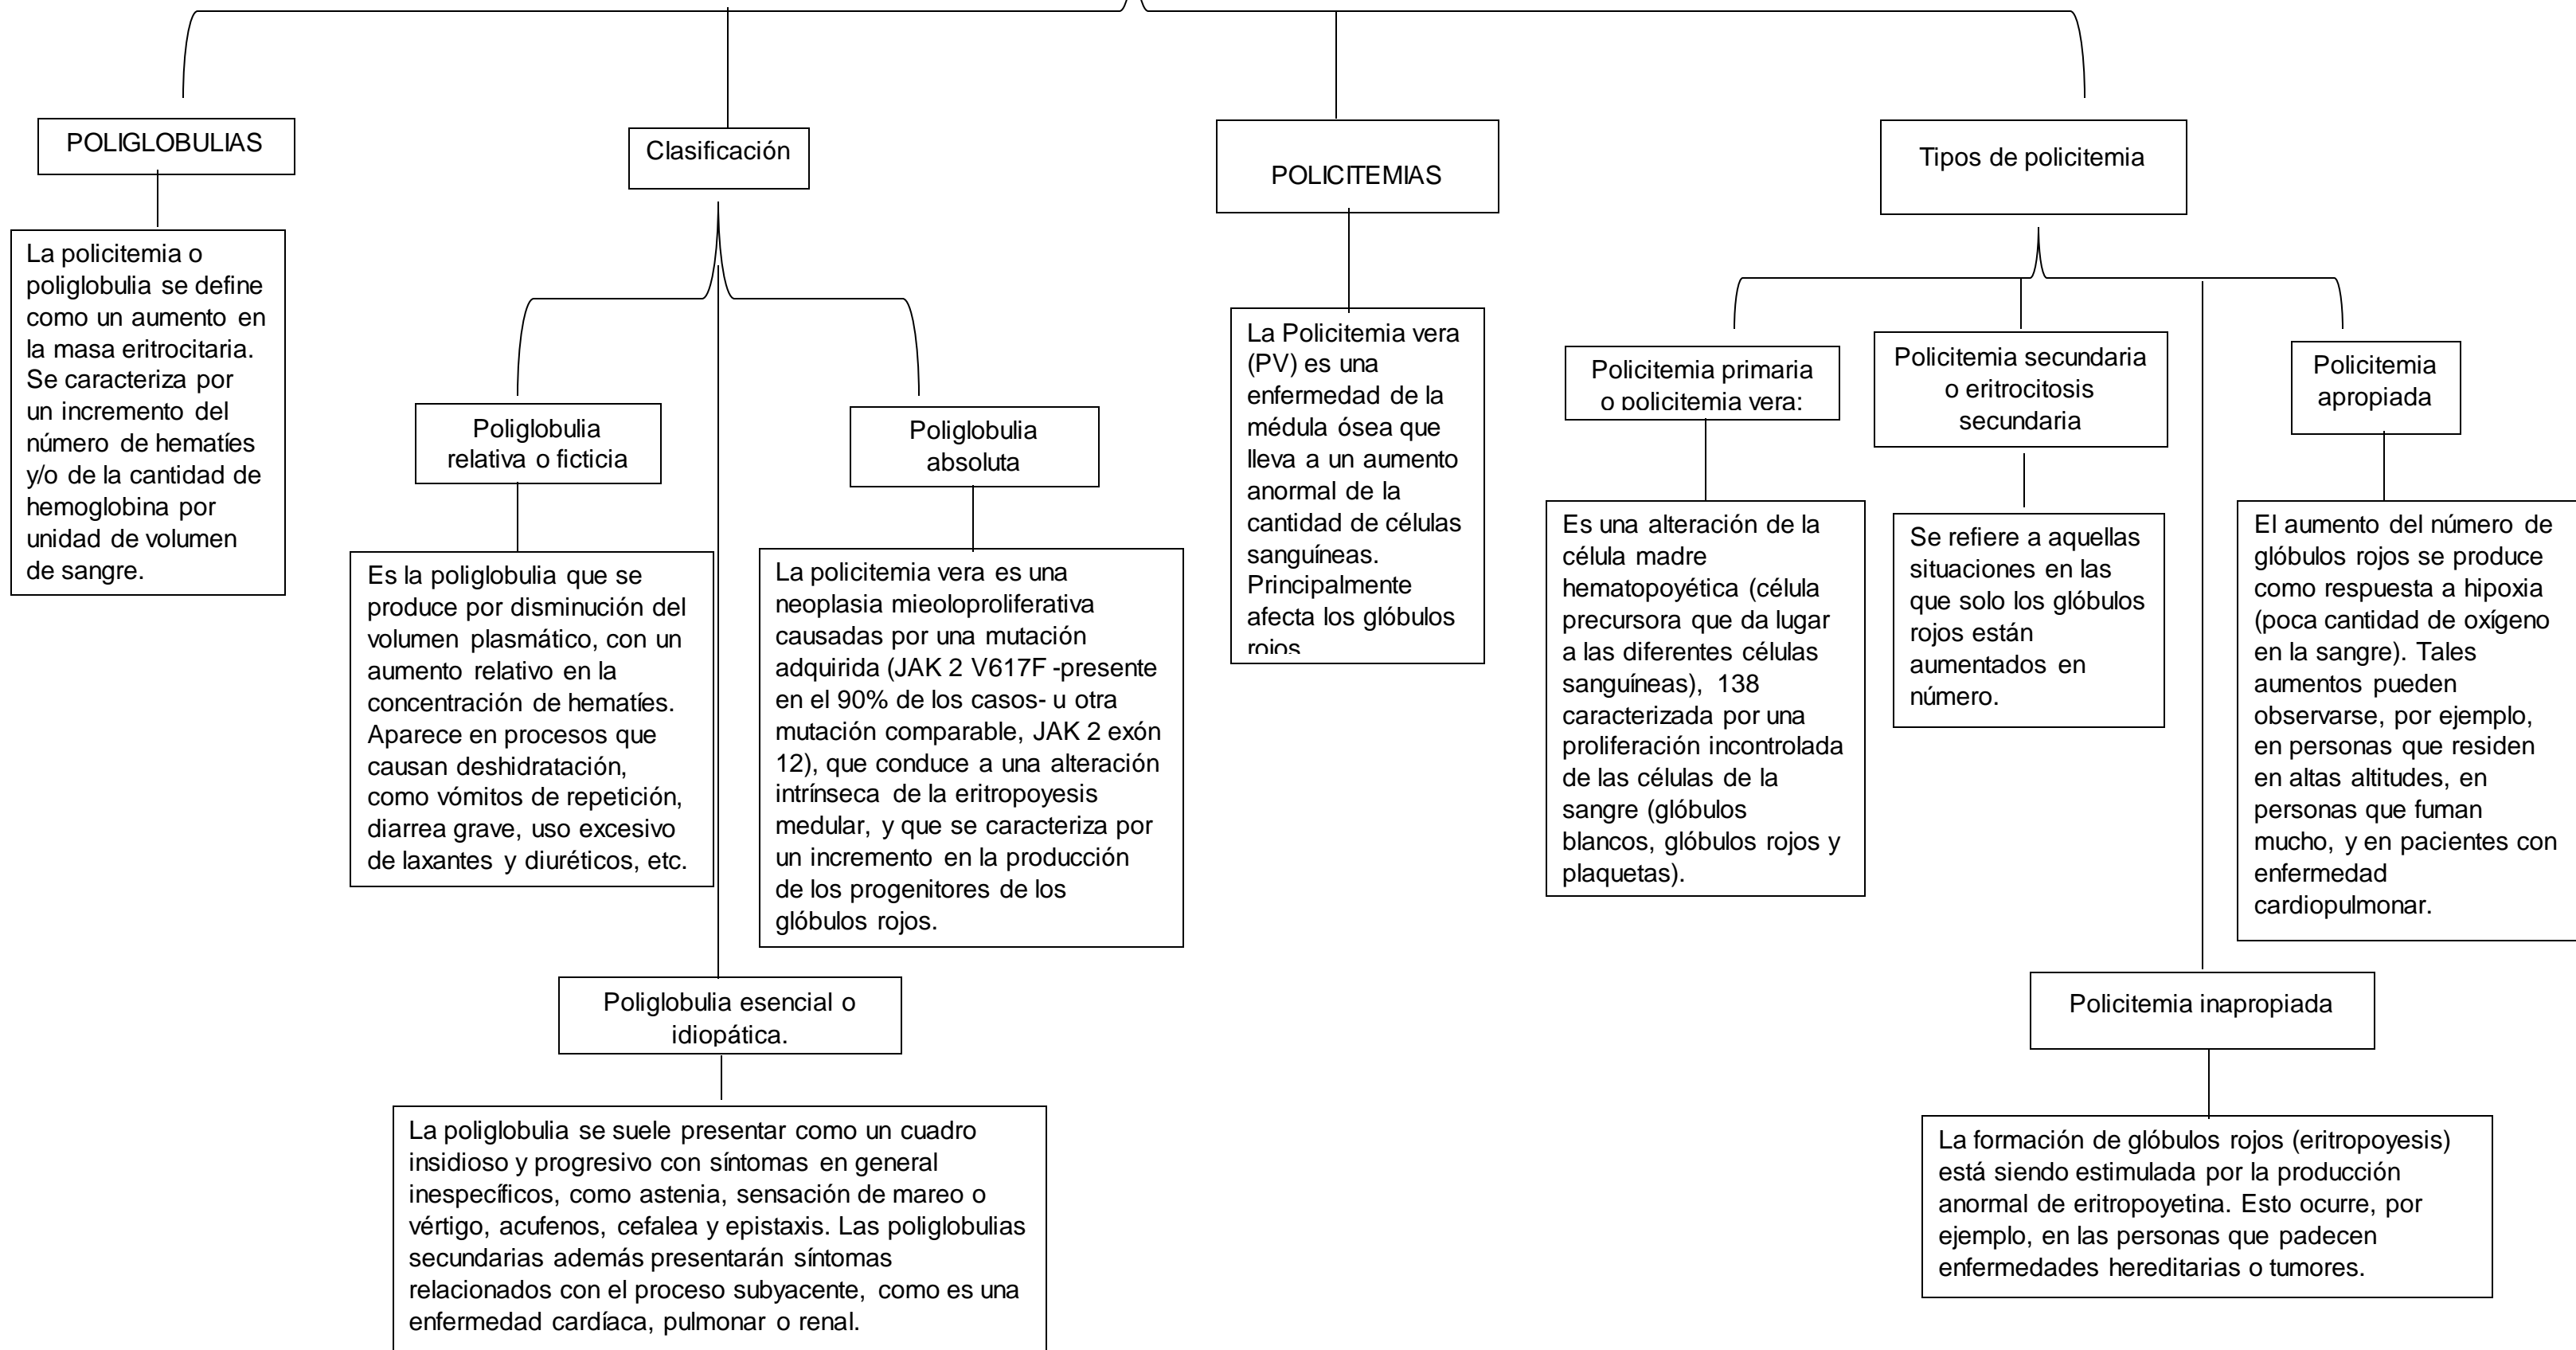 POLIGLOBULIAS
La policitemia o
poliglobulia se define
como un aumento en
la masa eritrocitaria.
Se caracteriza por
un incremento del
número de hematíes
y/o de la cantidad de
hemoglobina por
unidad de volumen
de sangre.
Clasificación
Poliglobulia
relativa o ficticia
Es la poliglobulia que se
produce por disminución del
volumen plasmático, con un
aumento relativo en la
concentración de hematíes.
Aparece en procesos que
causan deshidratación,
como vómitos de repetición,
diarrea grave, uso excesivo
de laxantes y diuréticos, etc.
Poliglobulia
absoluta
La policitemia vera es una
neoplasia mieoloproliferativa
causadas por una mutación
adquirida (JAK 2 V617F -presente
en el 90% de los casos- u otra
mutación comparable, JAK 2 exón
12), que conduce a una alteración
intrínseca de la eritropoyesis
medular, y que se caracteriza por
un incremento en la producción
de los progenitores de los
glóbulos rojos.
Poliglobulia esencial o
idiopática.
La poliglobulia se suele presentar como un cuadro
insidioso y progresivo con síntomas en general
inespecíficos, como astenia, sensación de mareo o
vértigo, acufenos, cefalea y epistaxis. Las poliglobulias
secundarias además presentarán síntomas
relacionados con el proceso subyacente, como es una
enfermedad cardíaca, pulmonar o renal.
POLICITEMIAS
La Policitemia vera
(PV) es una
enfermedad de la
médula ósea que
lleva a un aumento
anormal de la
cantidad de células
sanguíneas.
Principalmente
afecta los glóbulos
rojos
Tipos de policitemia
Policitemia primaria
o policitemia vera:
Es una alteración de la
célula madre
hematopoyética (célula
precursora que da lugar
a las diferentes células
sanguíneas), 138
caracterizada por una
proliferación incontrolada
de las células de la
sangre (glóbulos
blancos, glóbulos rojos y
plaquetas).
Policitemia secundaria
o eritrocitosis
secundaria
Se refiere a aquellas
situaciones en las
que solo los glóbulos
rojos están
aumentados en
número.
Policitemia
apropiada
El aumento del número de
glóbulos rojos se produce
como respuesta a hipoxia
(poca cantidad de oxígeno
en la sangre). Tales
aumentos pueden
observarse, por ejemplo,
en personas que residen
en altas altitudes, en
personas que fuman
mucho, y en pacientes con
enfermedad
cardiopulmonar.
Policitemia inapropiada
La formación de glóbulos rojos (eritropoyesis)
está siendo estimulada por la producción
anormal de eritropoyetina. Esto ocurre, por
ejemplo, en las personas que padecen
enfermedades hereditarias o tumores.